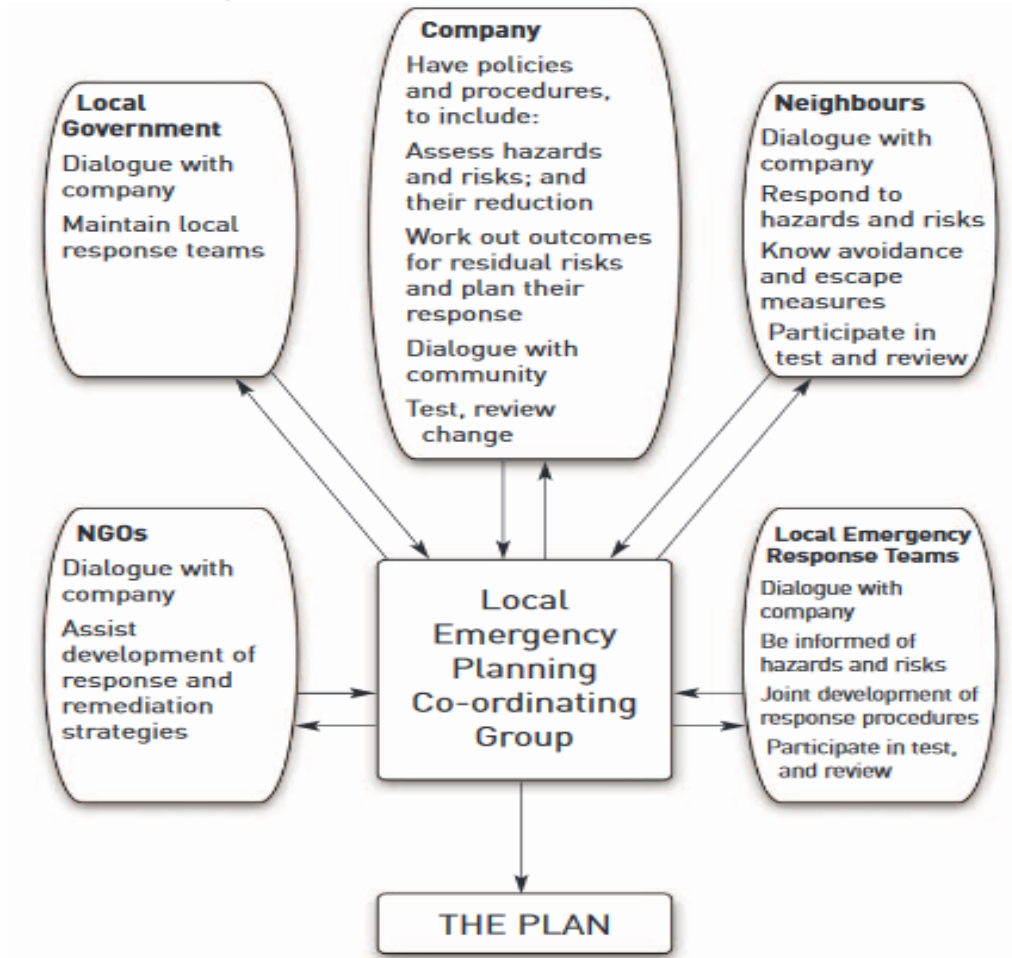 Company
Have policies
and procedures,
to include:
Assess hazards
and risks; and
their reduction
Work out outcomes
for residual risks
and plan their
response
Dialogue with
community
Test, review
change
Local
Government
Dialogue with
company
Maintain local
response teams
Neighbours
Dialogue with
company
Respond to
hazards and risks
Know avoidance
and escape
measures
Participate in
test and review
NGOs
Dialogue with
company
Assist
development of
response and
remediation
strategies
Local
Emergency
Planning
Co-ordinating
Group
Local Emergency
Response Teams
Dialogue with
company
Be informed of
hazards and risks
Joint development of
response procedures
Participate in test,
and review
THE PLAN